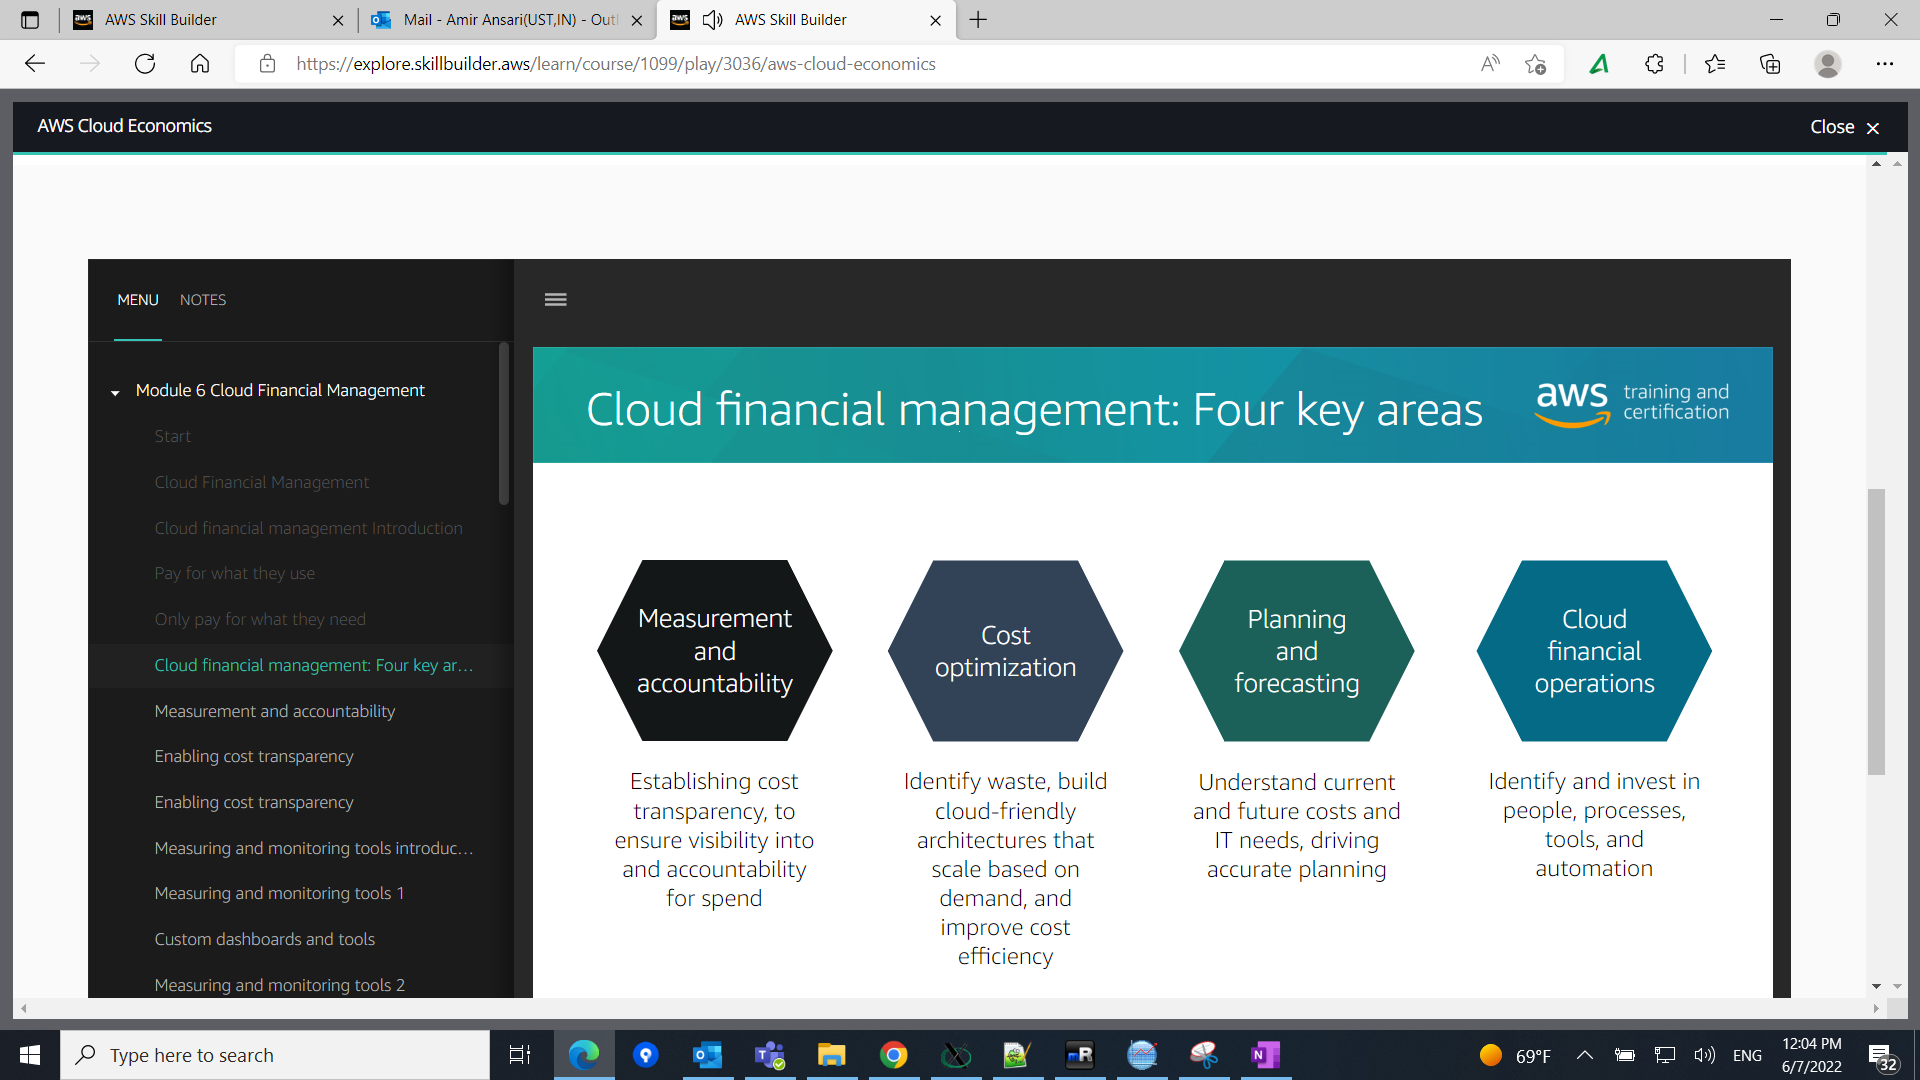 AWS Skill Builder
Mail - Amir Ansari(UST,IN) - Outl
AWS Skill Builder
https://explore.skillbuilder.aws/learn/course/1099/play/3036/aws-cloud-economics
AWS Cloud Economics
Close
MENU
NOTES
Module 6 Cloud Financial Management
Start
Cloud Financial Management
Cloud financial management Introduction
Pay for what they use
Only pay for what they need
Cloud financial management: Four key ar...
Measurement and accountability
Enabling cost transparency
Enabling cost transparency
Measuring and monitoring tools introduc...
Measuring and monitoring tools 1
Custom dashboards and tools
Measuring and monitoring tools 2
Cloud financial management: Four key areas
aws training and
certification
Measurement
and
accountability
Establishing cost
transparency, to
ensure visibility into
and accountability
for spend
Cost
optimization
Identify waste, build
cloud-friendly
architectures that
scale based on
demand, and
improve cost
efficiency
Planning
and
forecasting
Understand current
and future costs and
IT needs, driving
accurate planning
Cloud
financial
operations
Identify and invest in
people, processes,
tools, and
automation
Type here to search
69°F
ENG
12:04 PM
6/7/2022
32